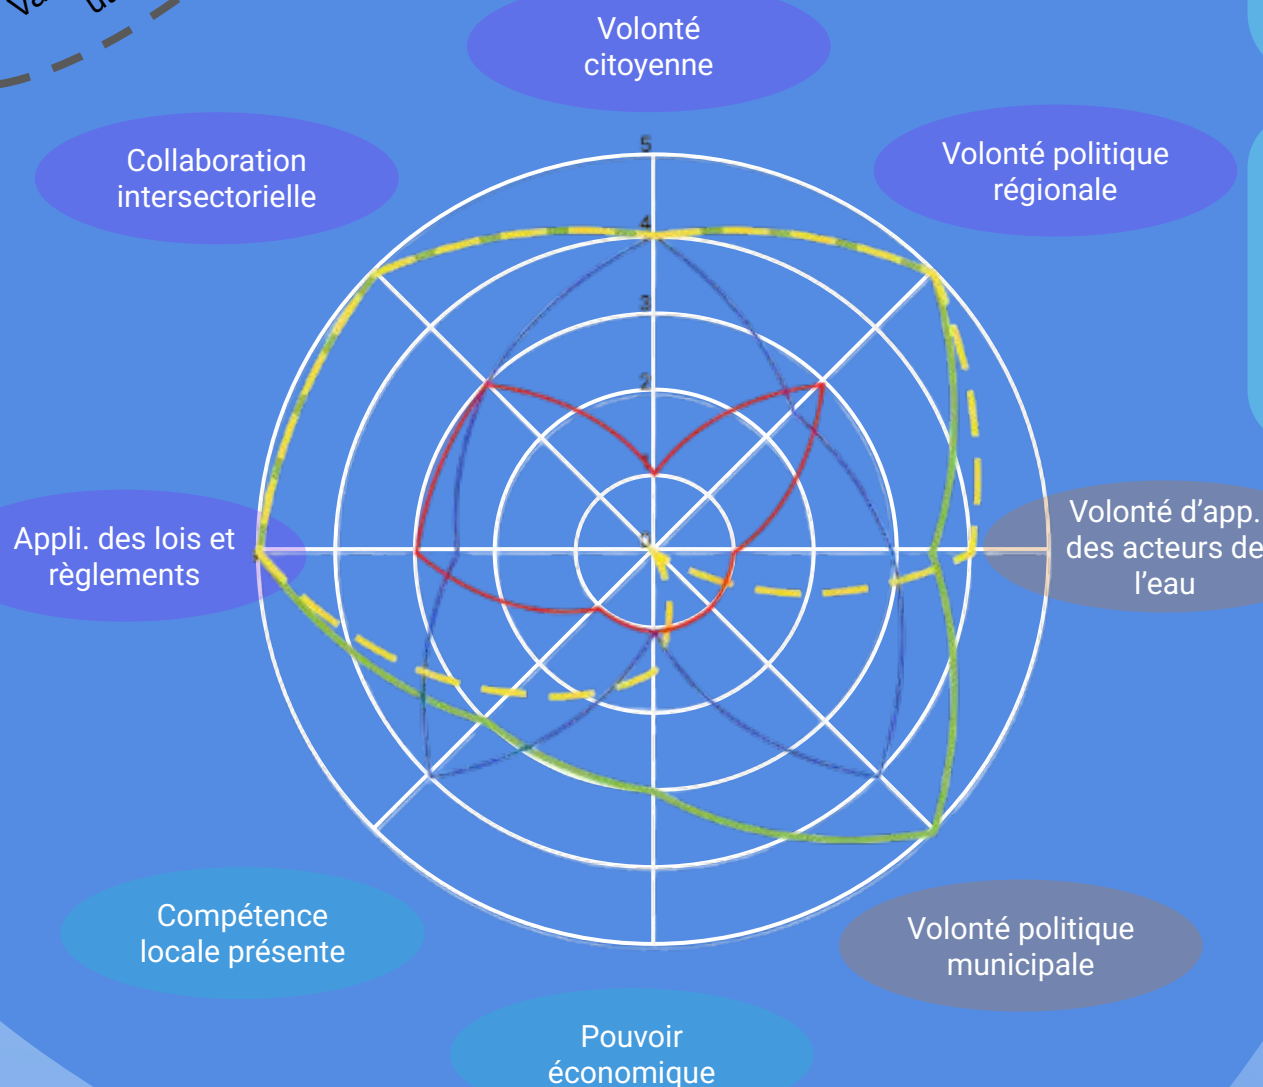 Volonté
citoyenne
Collaboration
intersectorielle
Volonté politique
régionale
5
4
3
2
1
0
Appli. des lois et
règlements
Volonté d'app.
des acteurs de
l'eau
Compétence
locale présente
Volonté politique
municipale
Pouvoir
économique